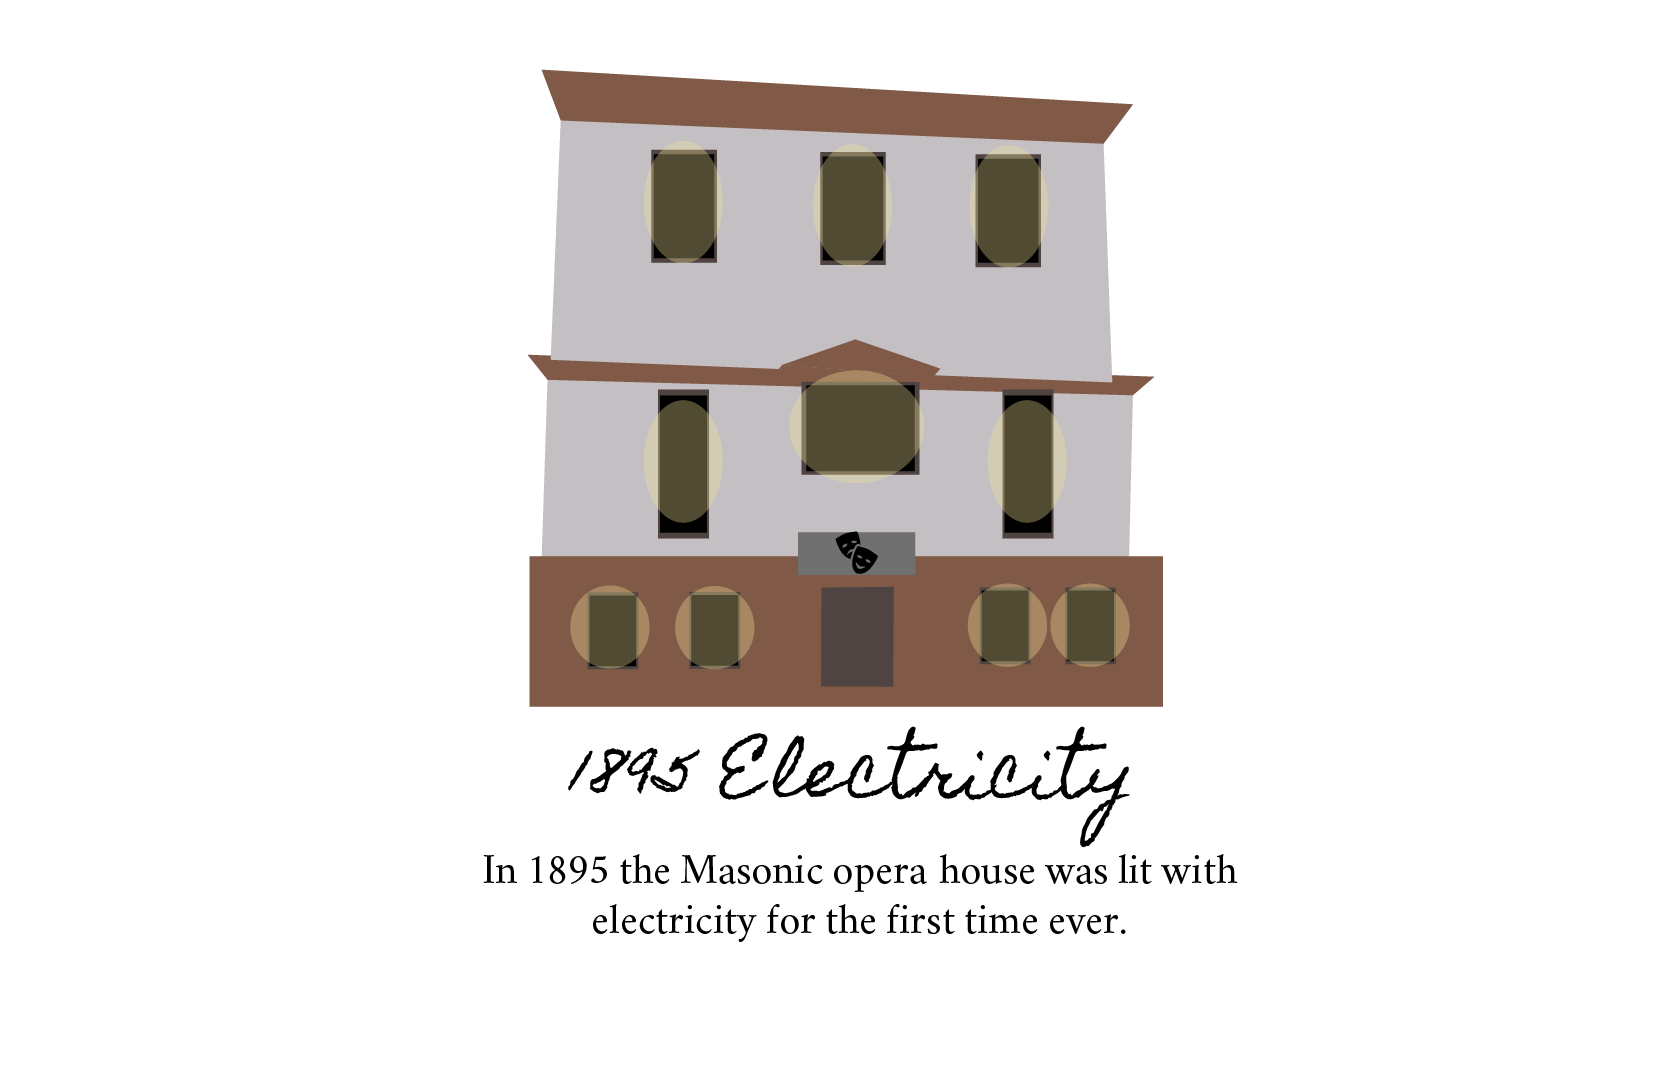 1895 Electricity
In 1895 the Masonic opera house was lit with
electricity for the first time ever.